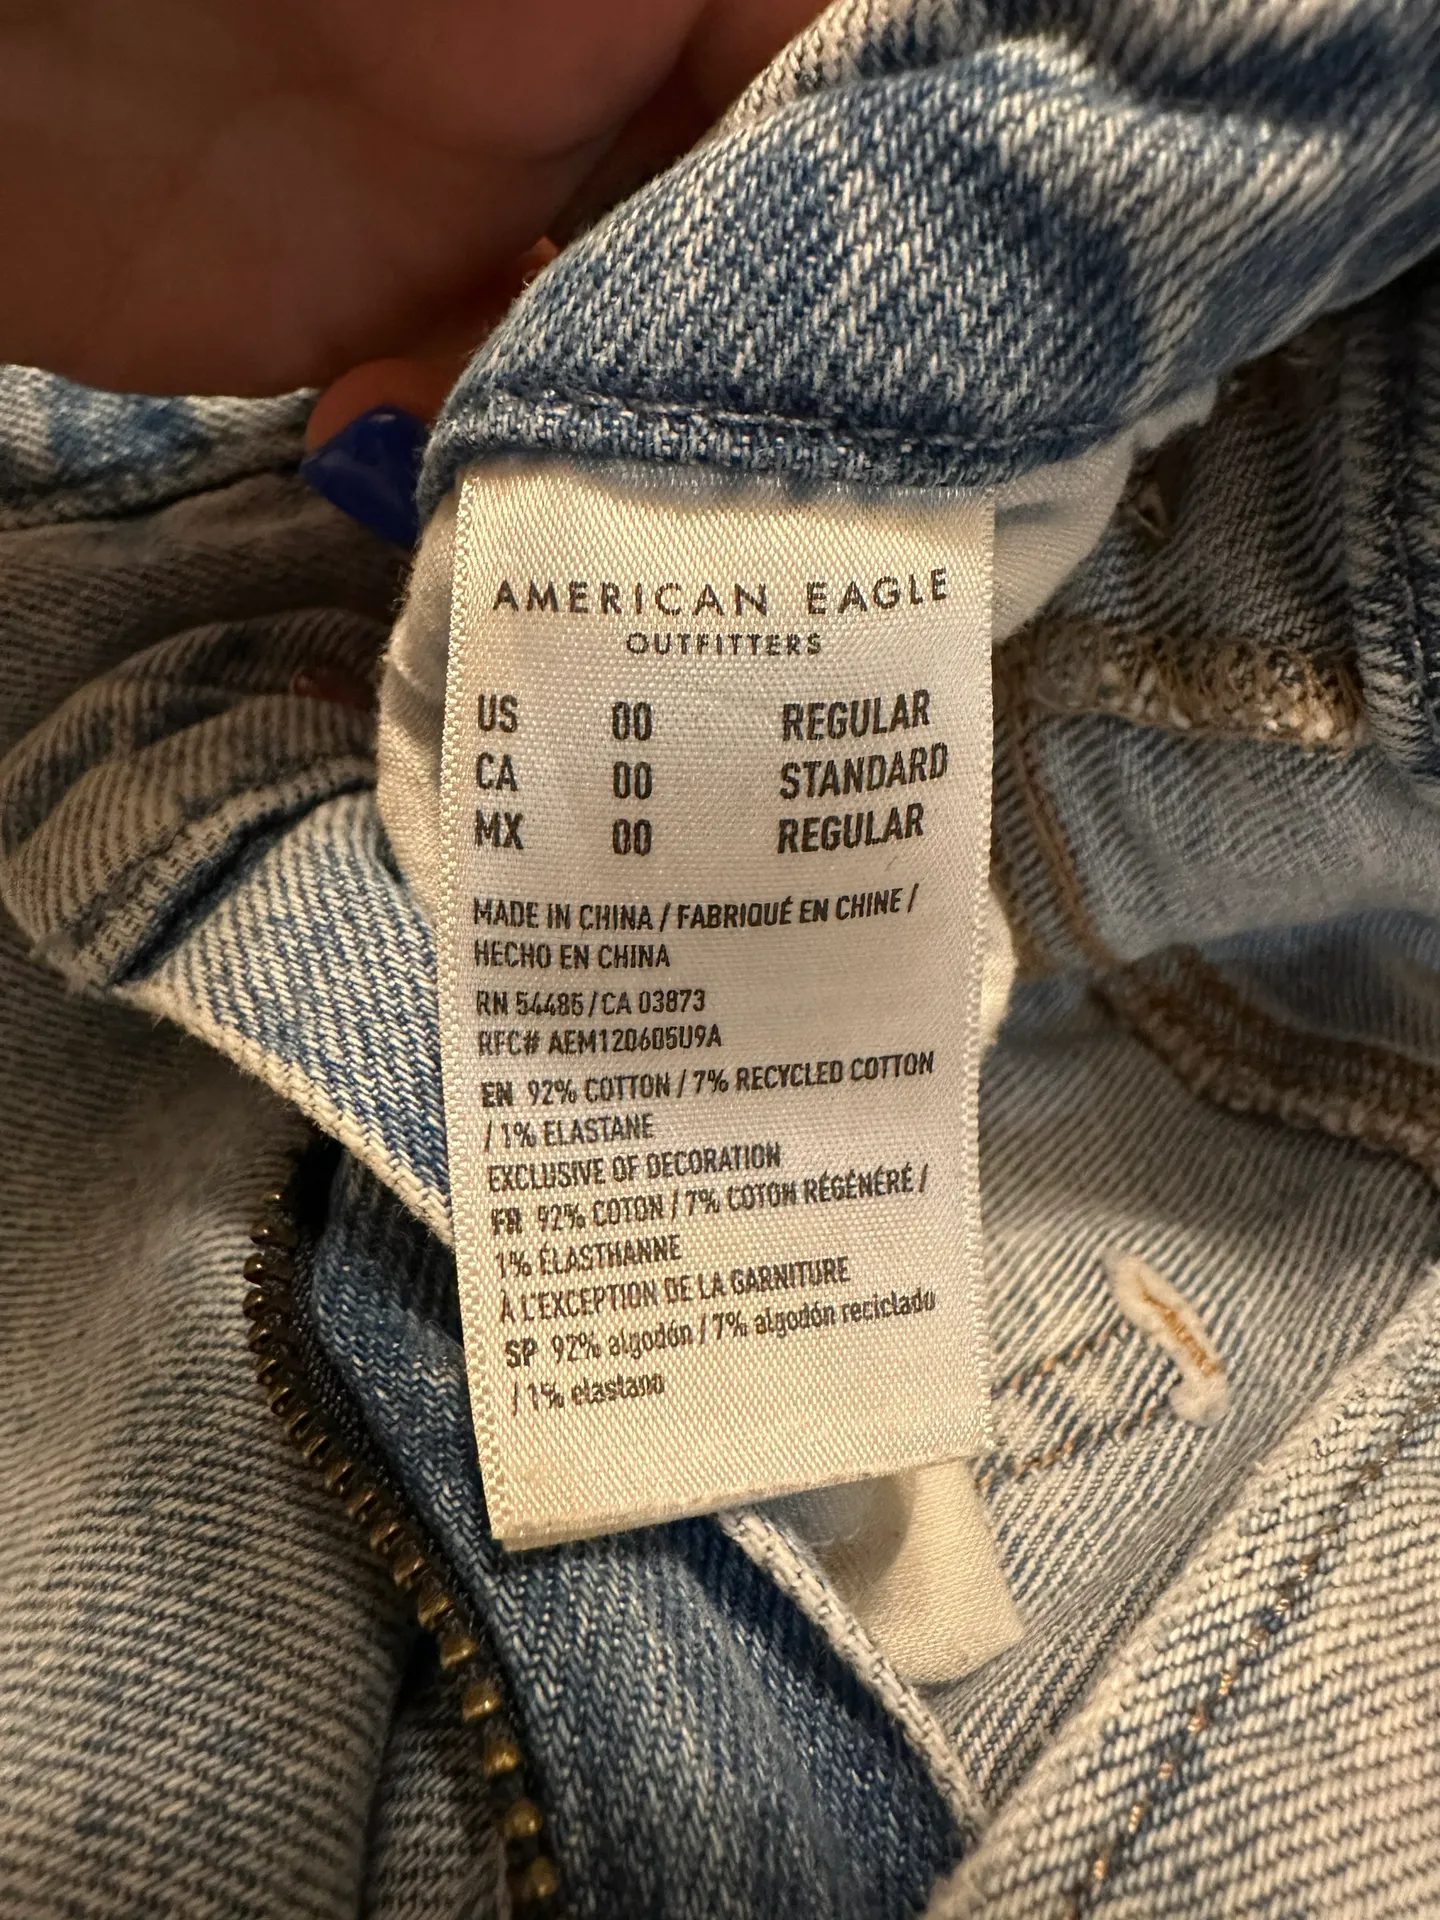 AMERICAN EAGLE
OUTFITTERS
US 00 REGULAR
CA 00 STANDARD
MX 00 REGULAR
MADE IN CHINA / FABRIQUÉ EN CHINE /
HECHO EN CHINA
RN 54485 / CA 03873
RFC# AEM120605U9A
EN 92% COTTON / 7% RECYCLED COTTON
/ 1% ELASTANE
EXCLUSIVE OF DECORATION
FR 92% COTON / 7% COTON RÉGÉNÉRÉ /
1% ÉLASTHANNE
À L'EXCEPTION DE LA GARNITURE
SP 92% algodón / 7% algodón reciclado
/ 1% elastano